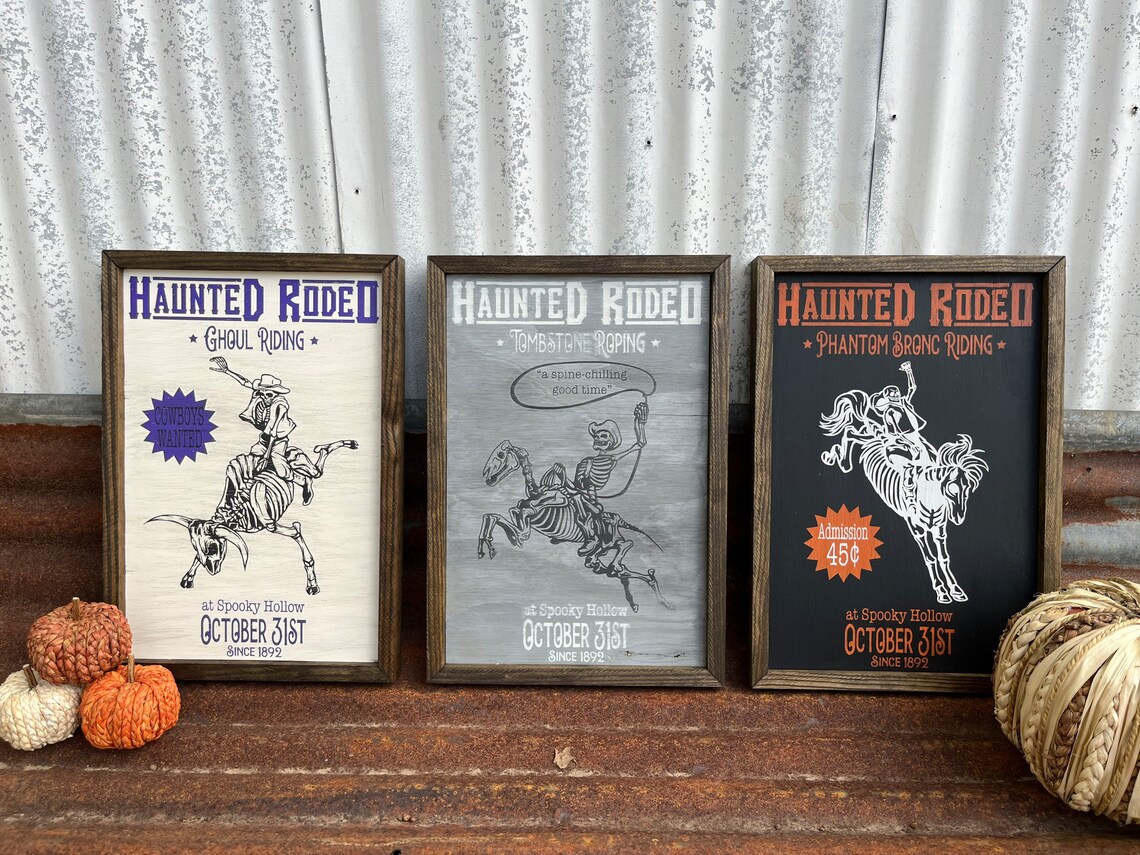 HAUNTED RODEO
GHOUL RIDING
COWBOYS
WANTED
at Spooky Hollow
OCTOBER 31ST
SINCE 1892
HAUNTED RODEO
TOMBSTONE ROPING
"a spine-chilling
good time"
at Spooky Hollow
OCTOBER 31ST
SINCE 1892
HAUNTED RODEO
PHANTOM BRONC RIDING
Admission
45¢
at Spooky Hollow
OCTOBER 31ST
SINCE 1892